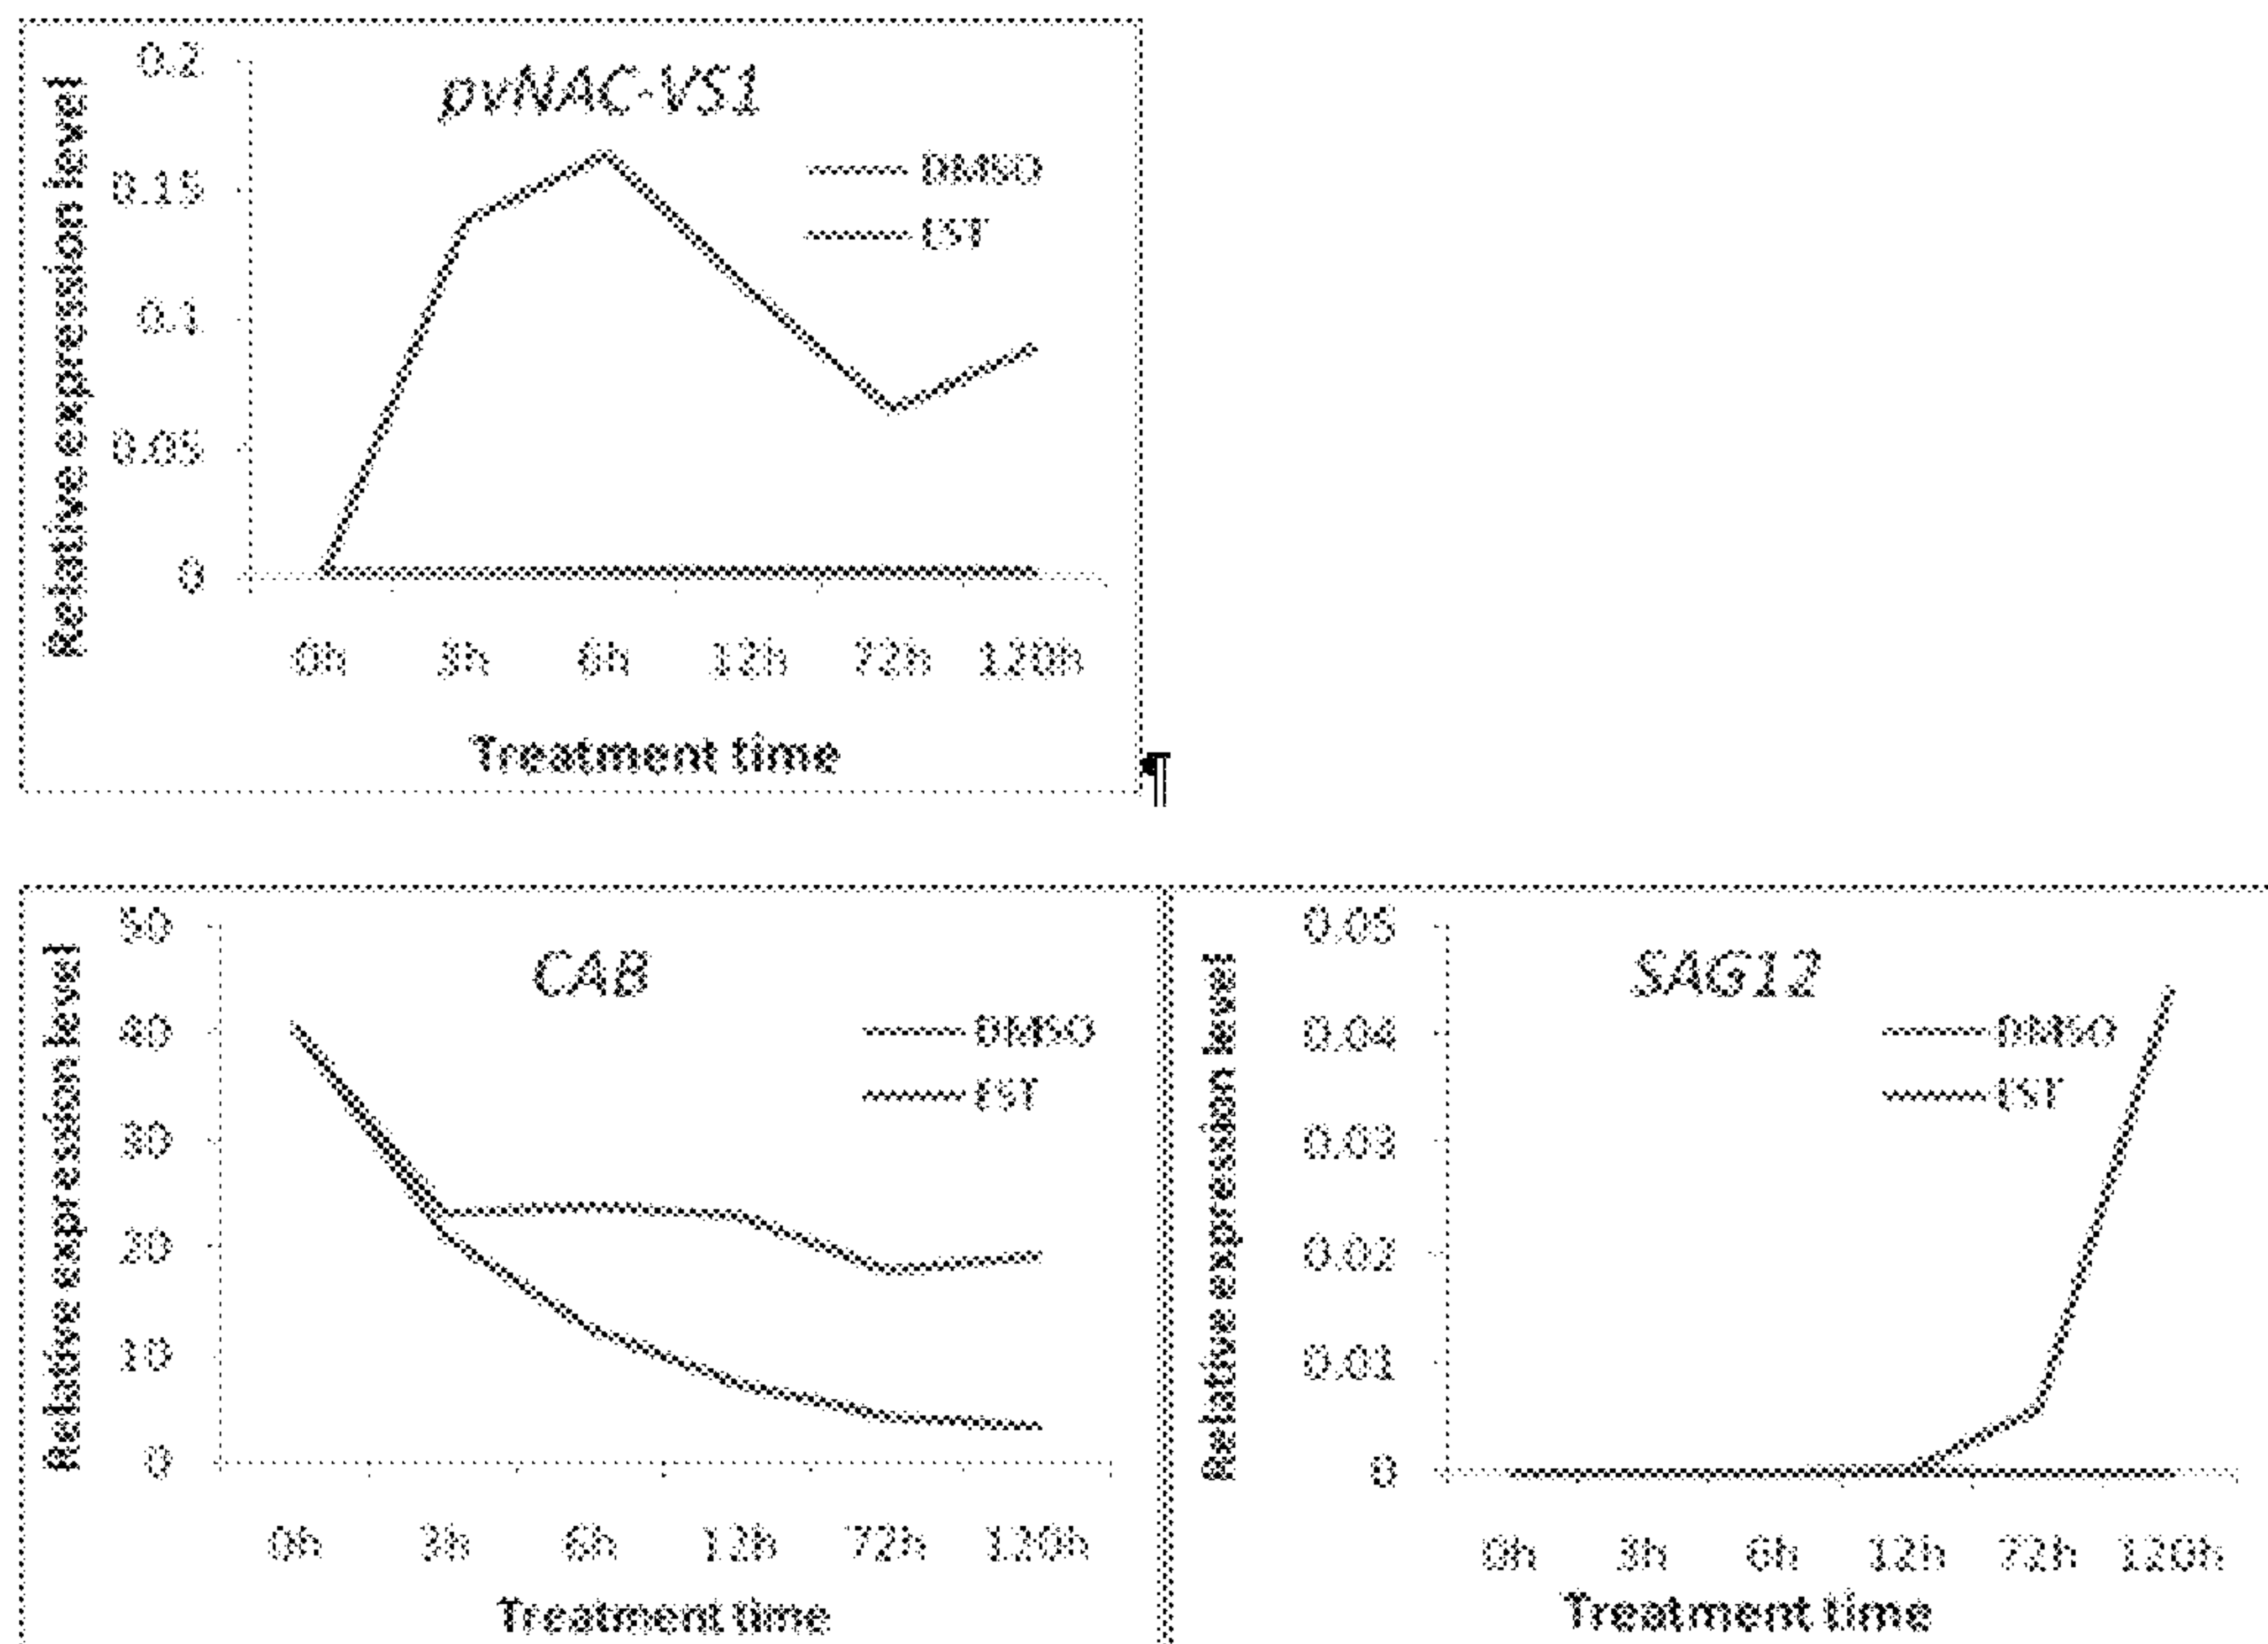 pvNAC-VS1
Relative expression level
0.2
0.15
0.1
0.05
0
DMSO
EST
0h 3h 6h 12h 72h 120h
Treatment time
¶
CAB
Relative expression level
50
40
30
20
10
0
DMSO
EST
0h 3h 6h 12h 72h 120h
Treatment time
SAG12
Relative expression level
0.05
0.04
0.03
0.02
0.01
0
DMSO
EST
0h 3h 6h 12h 72h 120h
Treatment time